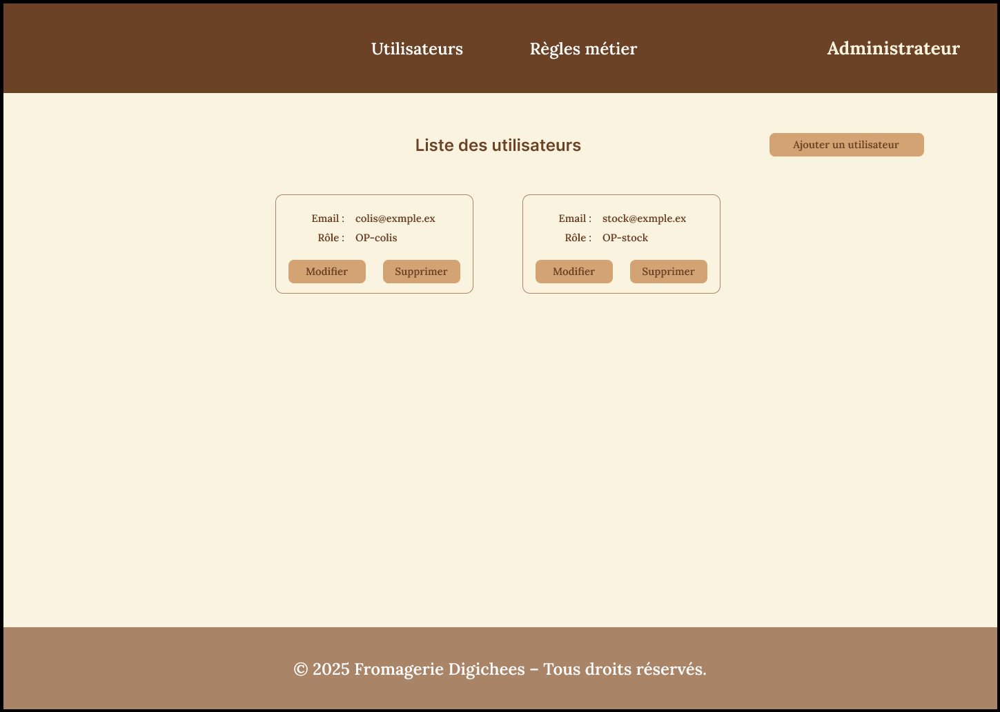 Utilisateurs Règles métier Administrateur
Liste des utilisateurs Ajouter un utilisateur
Email : colis@exmple.ex
Rôle : OP-colis
Modifier Supprimer
Email : stock@exmple.ex
Rôle : OP-stock
Modifier Supprimer
© 2025 Fromagerie Digichees – Tous droits réservés.